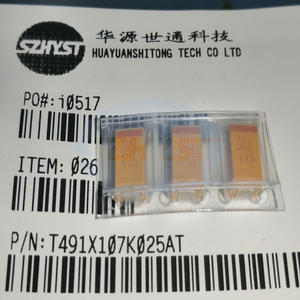 SZHYST
华源世通科技
HUAYUANSHITONG TECH CO LTD
PO#: i0517
ITEM: 026
P/N: T491X107K025AT